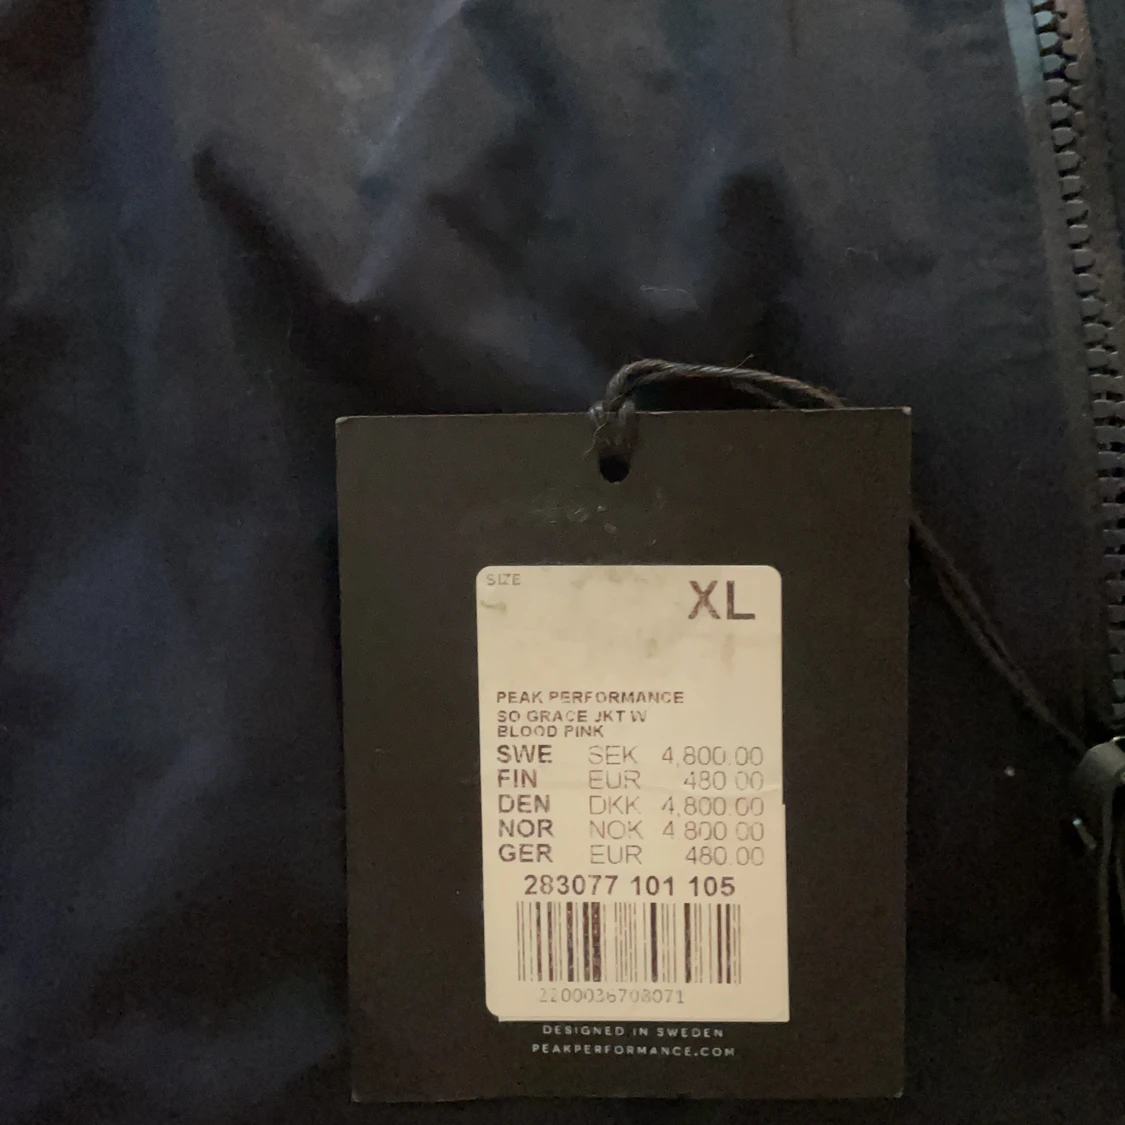 SIZE
XL
PEAK PERFORMANCE
SO GRACE JKT W
BLOOD PINK
SWE SEK 4,800.00
FIN EUR 480.00
DEN DKK 4,800.00
NOR NOK 4 800 00
GER EUR 480.00
283077 101 105
2200036708071
DESIGNED IN SWEDEN
PEAKPERFORMANCE.COM